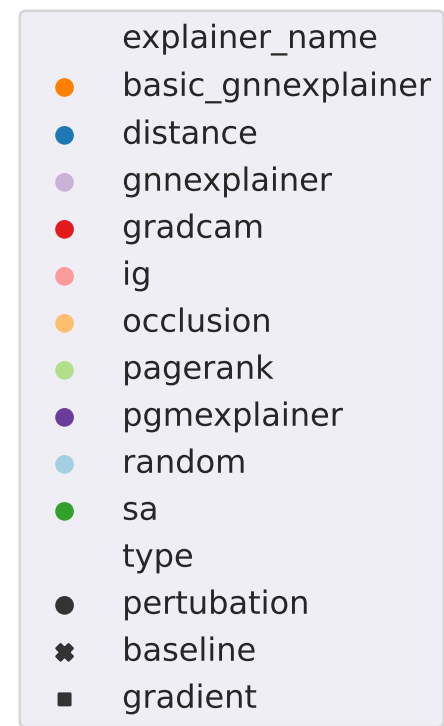 explainer_name
basic_gnnexplainer
distance
gnnexplainer
gradcam
ig
occlusion
pagerank
pgmexplainer
random
sa
type
pertubation
baseline
gradient